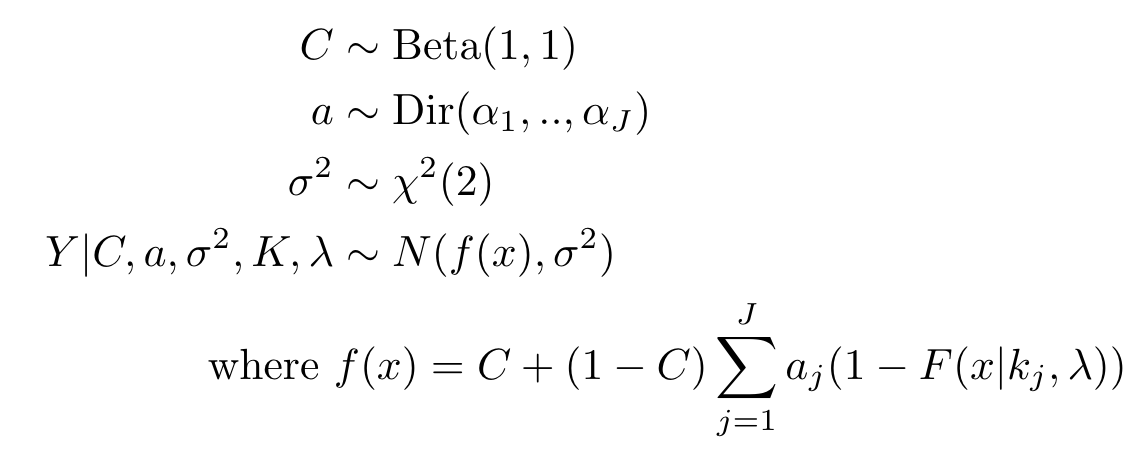 C ∼ Beta(1, 1)
a ∼ Dir(α₁, .., α_J)
σ² ∼ χ²(2)
Y|C, a, σ², K, λ ∼ N(f(x), σ²)
where f(x) = C + (1 − C) ∑_{j=1}^{J} a_j(1 − F(x|k_j, λ))